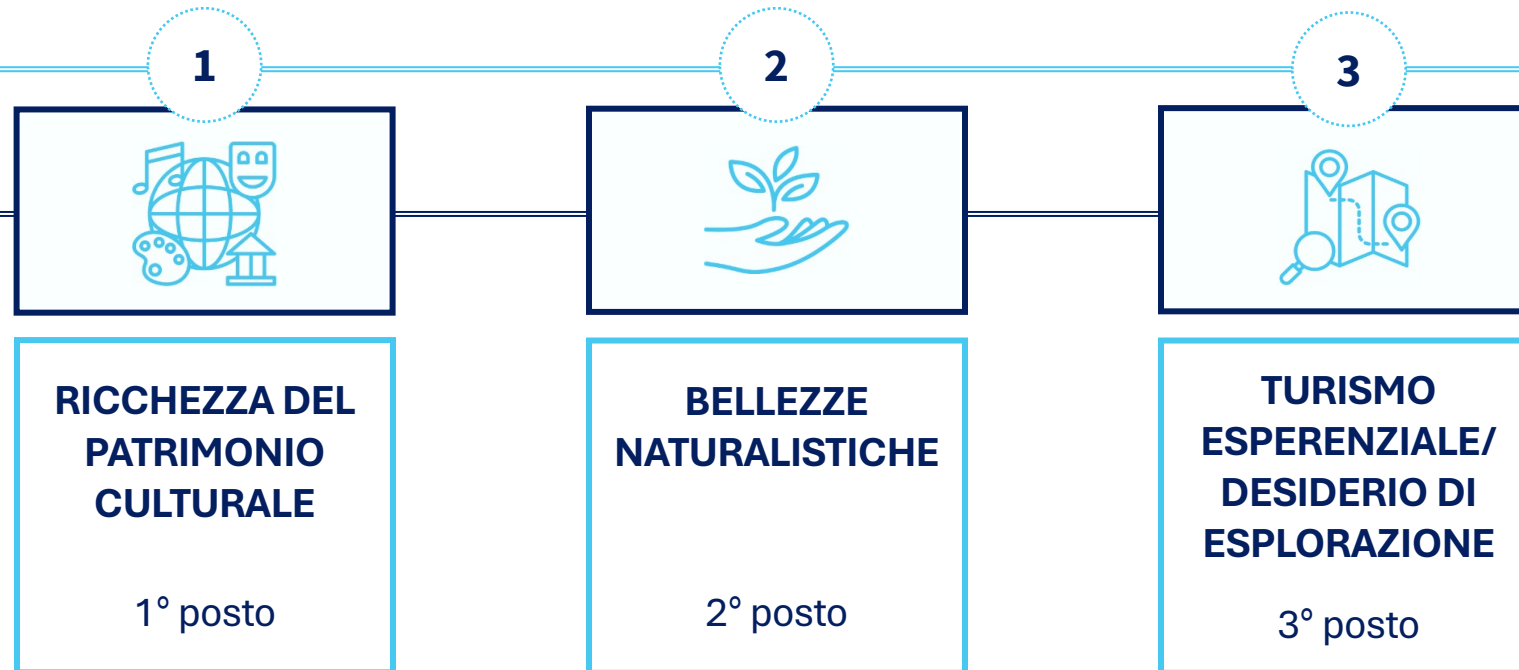 1
2
3
RICCHEZZA DEL
PATRIMONIO
CULTURALE
1° posto
BELLEZZE
NATURALISTICHE
2° posto
TURISMO
ESPERENZIALE/
DESIDERIO DI
ESPLORAZIONE
3° posto